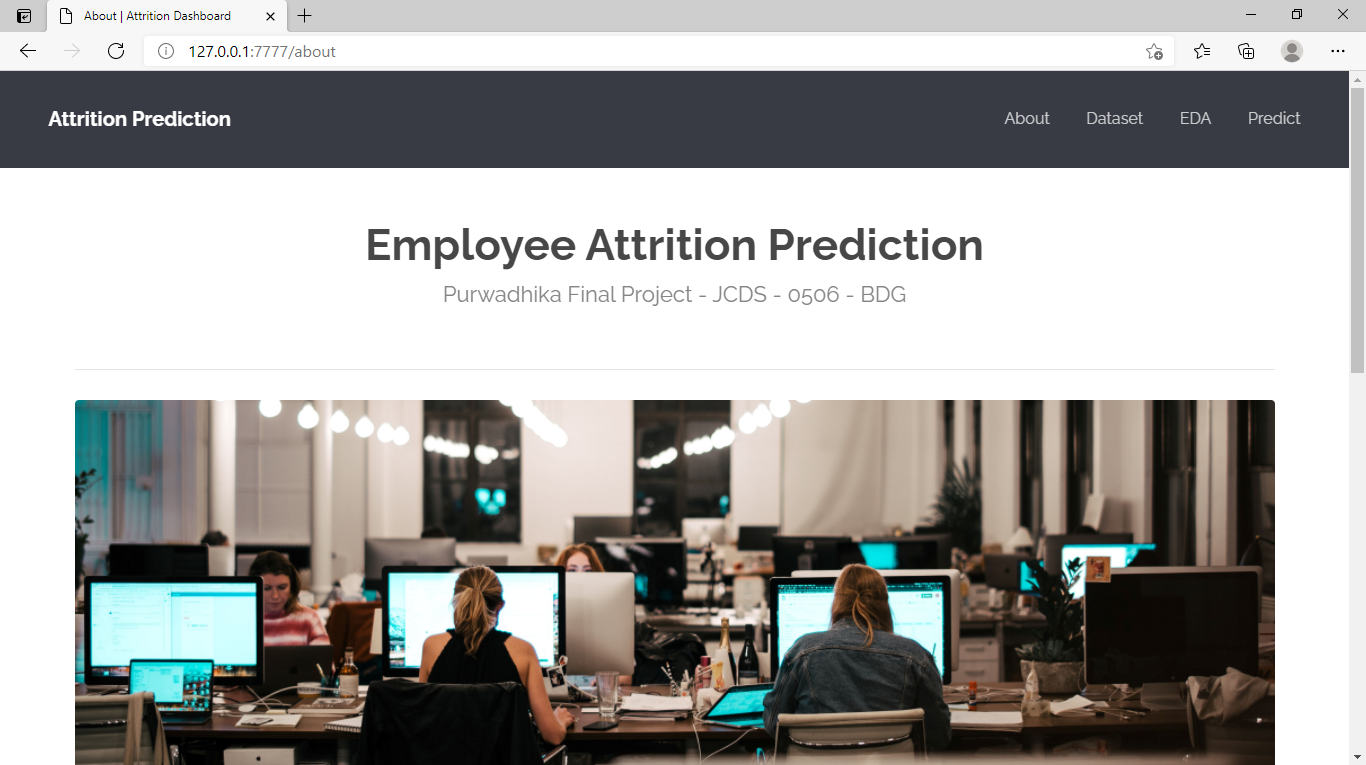 About | Attrition Dashboard
127.0.0.1:7777/about
Attrition Prediction
About
Dataset
EDA
Predict
Employee Attrition Prediction
Purwadhika Final Project - JCDS - 0506 - BDG